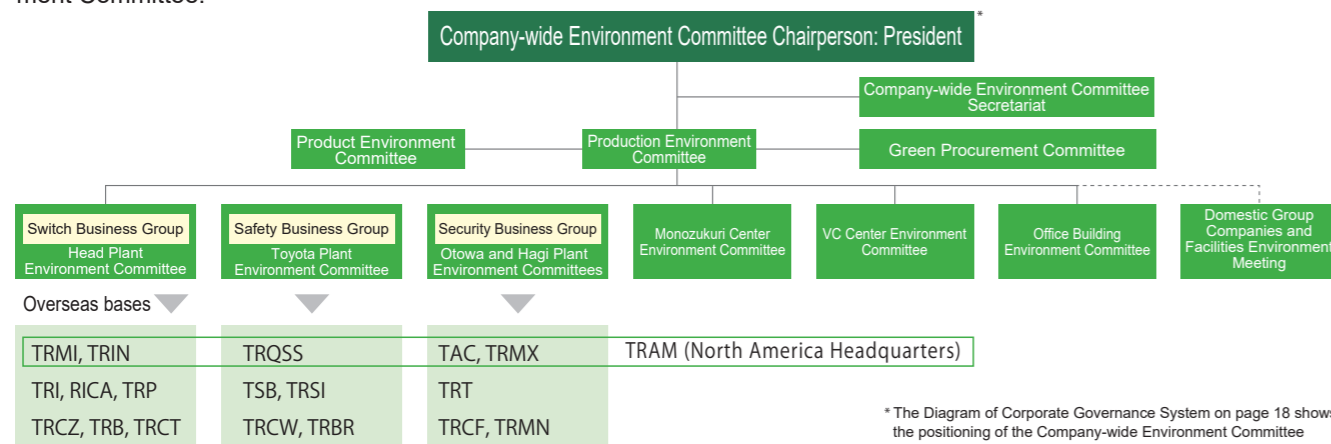 ment Committee.
Company-wide Environment Committee Chairperson: President
*
Company-wide Environment Committee
Secretariat
Product Environment
Committee
Production Environment
Committee
Green Procurement Committee
Switch Business Group
Head Plant
Environment Committee
Safety Business Group
Toyota Plant
Environment Committee
Security Business Group
Otowa and Hagi Plant
Environment Committees
Monozukuri Center
Environment Committee
VC Center Environment
Committee
Office Building
Environment Committee
Domestic Group
Companies and
Facilities Environment
Meeting
Overseas bases
TRMI, TRIN
TRQSS
TAC, TRMX
TRAM (North America Headquarters)
TRI, RICA, TRP
TSB, TRSI
TRT
TRCZ, TRB, TRCT
TRCW, TRBR
TRCF, TRMN
* The Diagram of Corporate Governance System on page 18 shows
the positioning of the Company-wide Environment Committee